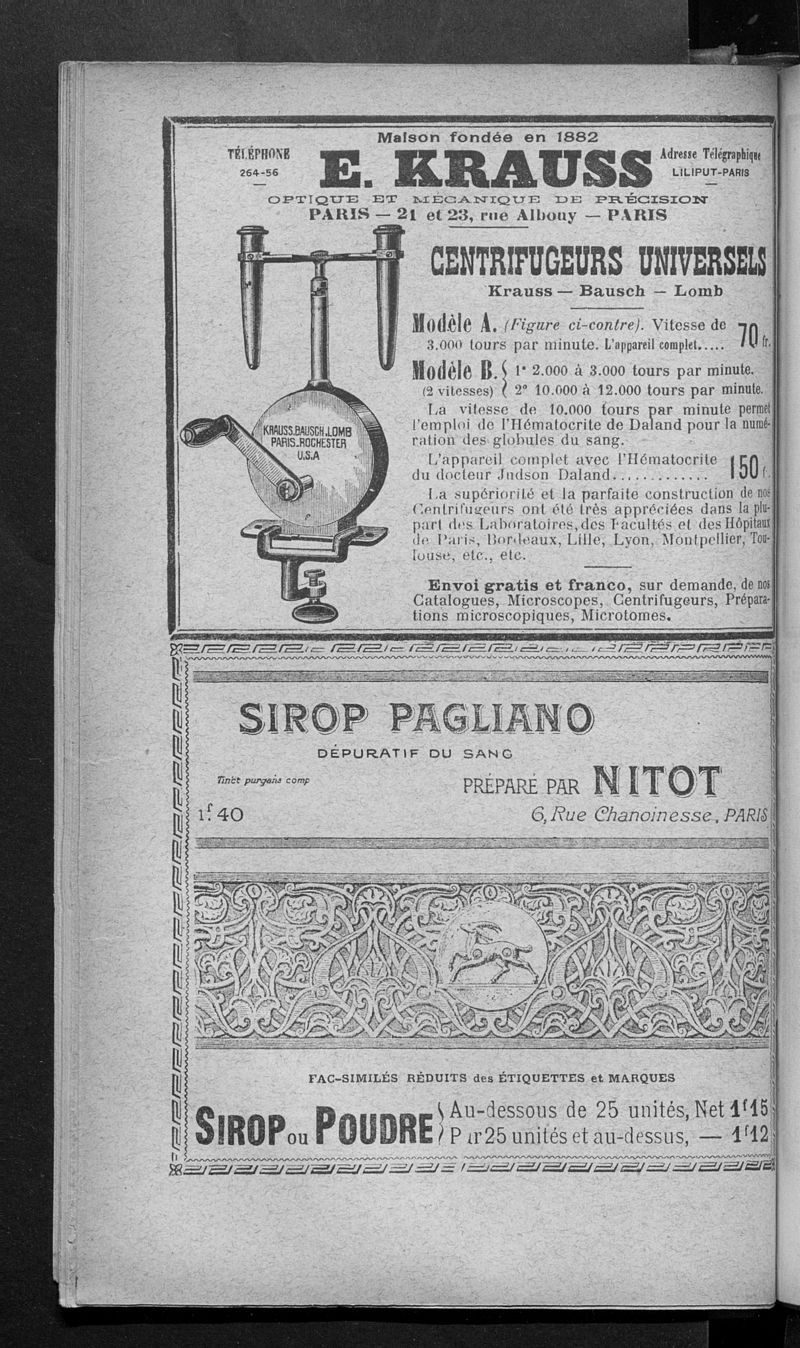 Maison fondée en 1882
TÉLÉPHONE
264-56
E. KRAUSS
Adresse Télégraphique
LILIPUT-PARIS
OPTIQUE ET MÉCANIQUE DE PRÉCISION
PARIS — 21 et 23, rue Albouy — PARIS
CENTRIFUGEURS UNIVERSELS
Krauss — Bausch — Lomb
Modèle A. (Figure ci-contre). Vitesse de
3.000 tours par minute. L'appareil complet..... 70 fr.
Modèle B. { 1° 2.000 à 3.000 tours par minute.
(2 vitesses) { 2° 10.000 à 12.000 tours par minute.
La vitesse de 10.000 tours par minute permet
l'emploi de l'Hématocrite de Daland pour la numé-
ration des globules du sang.
L'appareil complet avec l'Hématocrite
du docteur Judson Daland............. 150 f.
La supériorité et la parfaite construction de nos
Centrifugeurs ont été très appréciées dans la plu-
part des Laboratoires, des Facultés et des Hôpitaux
de Paris, Bordeaux, Lille, Lyon, Montpellier, Tou-
louse, etc., etc.
Envoi gratis et franco, sur demande, de nos
Catalogues, Microscopes, Centrifugeurs, Prépara-
tions microscopiques, Microtomes.
KRAUSS.BAUSCH.LOMB
PARIS.ROCHESTER
U.S.A
SIROP PAGLIANO
DÉPURATIF DU SANG
Tinct purgans comp
PRÉPARÉ PAR NITOT
1f. 40
6, Rue Chanoinesse, PARIS
FAC-SIMILÉS RÉDUITS des ÉTIQUETTES et MARQUES
SIROP ou POUDRE { Au-dessous de 25 unités, Net 1f15
P ur 25 unités et au-dessus, — 1f12